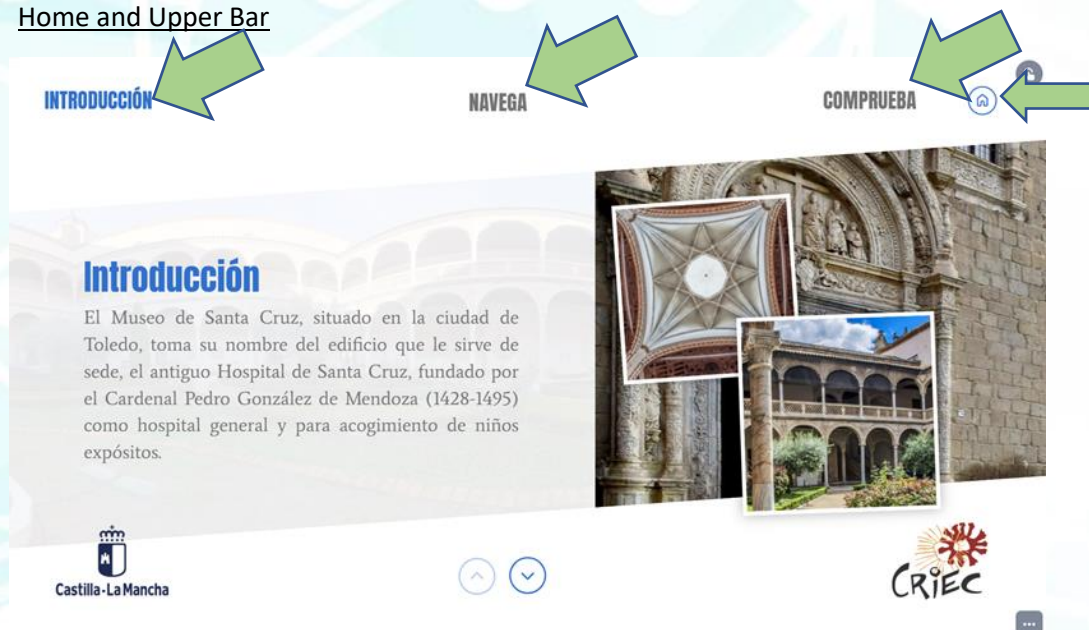 Home and Upper Bar
INTRODUCCIÓN
NAVEGA
COMPRUEBA
Introducción
El Museo de Santa Cruz, situado en la ciudad de
Toledo, toma su nombre del edificio que le sirve de
sede, el antiguo Hospital de Santa Cruz, fundado por
el Cardenal Pedro González de Mendoza (1428-1495)
como hospital general y para acogimiento de niños
expósitos.
Castilla-La Mancha
CRiEC